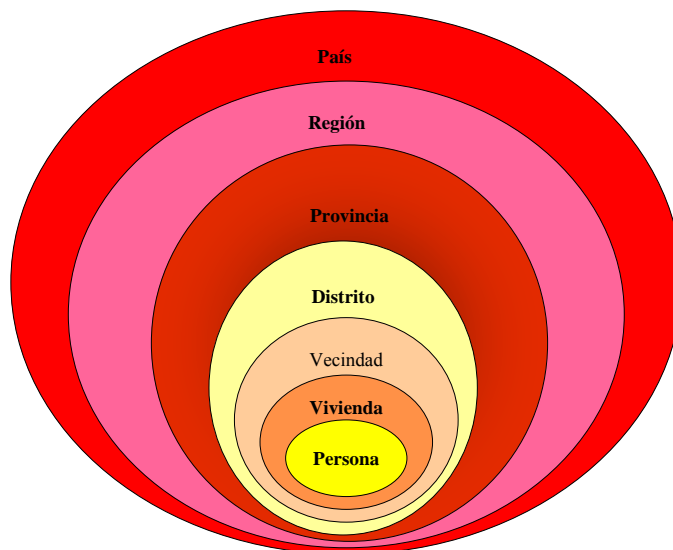 País
Región
Provincia
Distrito
Vecindad
Vivienda
Persona